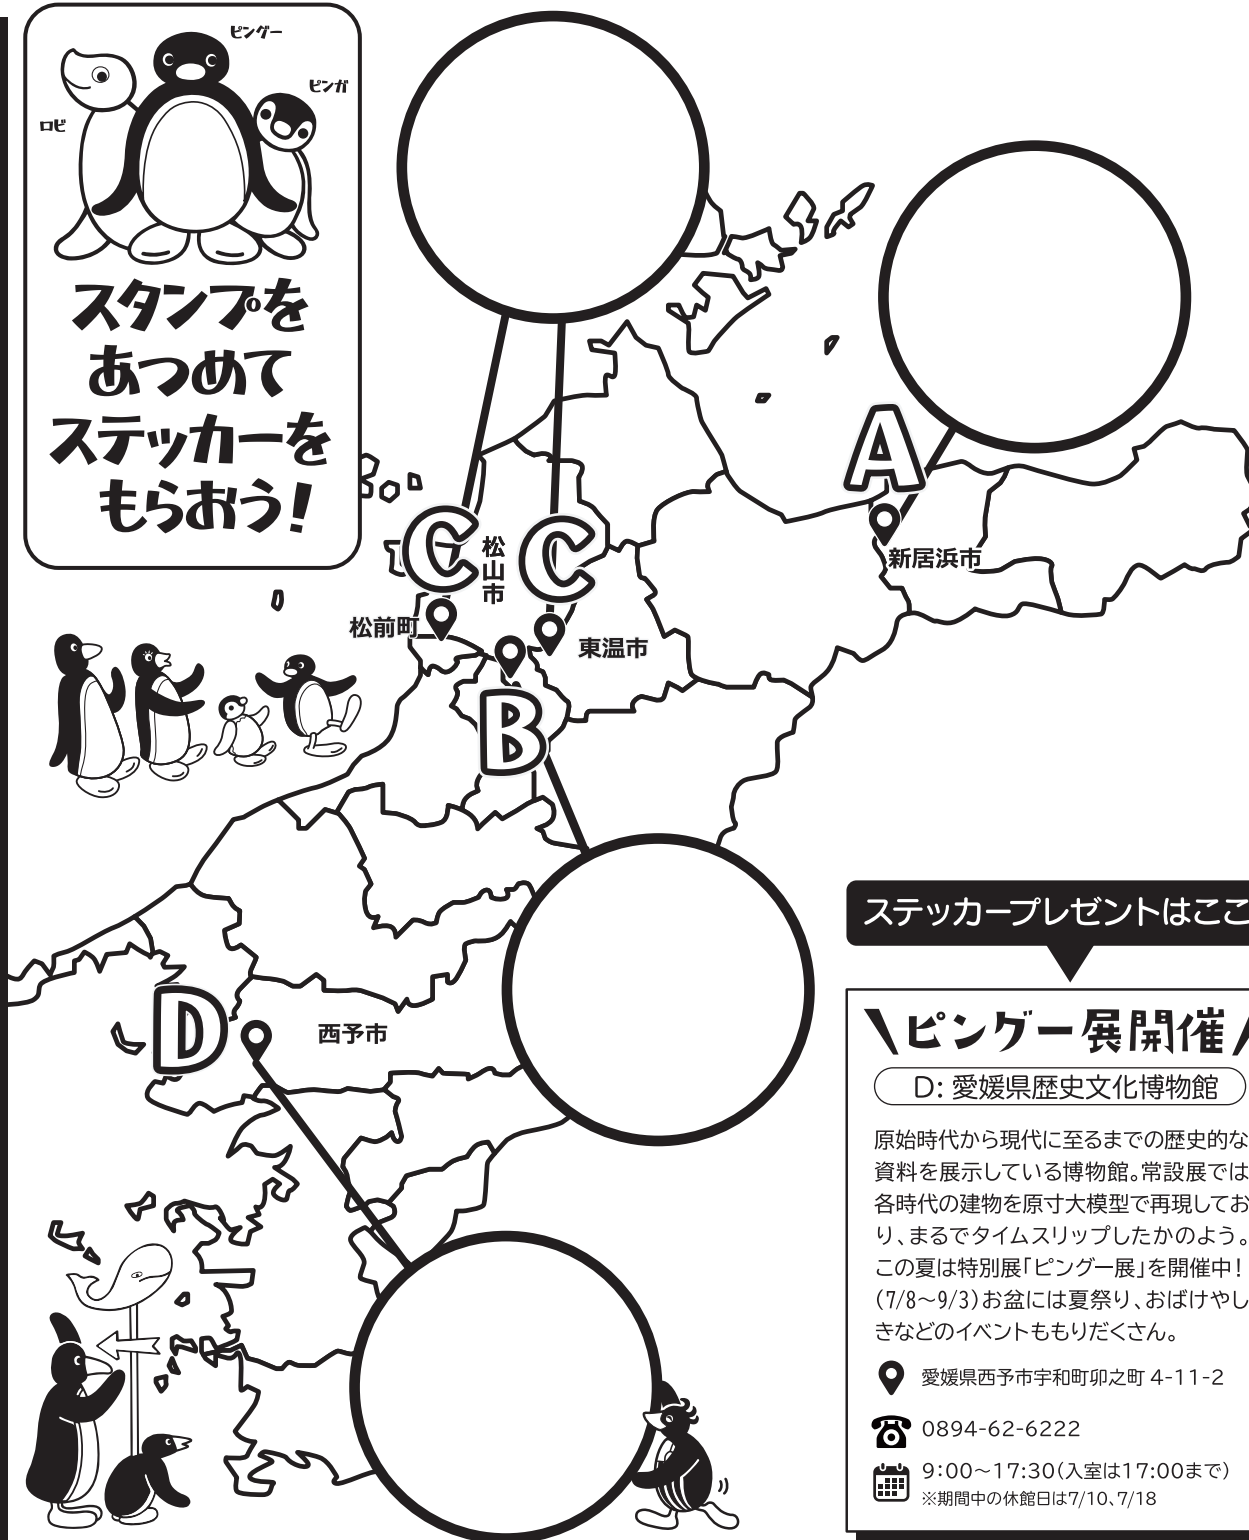 ピングー
ピンガ
ロビ
スタンプを
あつめて
ステッカーを
もらおう！
A
新居浜市
C
松山市
C
松前町
東温市
B
D
西予市
ステッカープレゼントはここ
ピングー展開催
D: 愛媛県歴史文化博物館
原始時代から現代に至るまでの歴史的な
資料を展示している博物館。常設展では
各時代の建物を原寸大模型で再現してお
り、まるでタイムスリップしたかのよう。
この夏は特別展「ピングー展」を開催中！
（7/8〜9/3）お盆には夏祭り、おばけやし
きなどのイベントももりだくさん。
愛媛県西予市宇和町卯之町 4-11-2
0894-62-6222
9：00〜17:30（入室は17:00まで）
※期間中の休館日は7/10、7/18